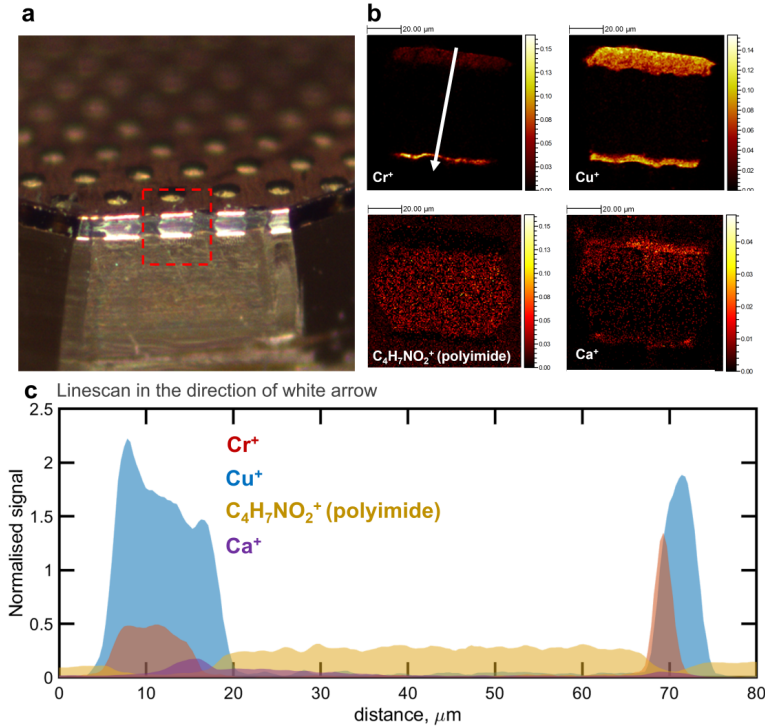 a
b
20.00 μm
0.15
0.13
0.10
0.08
0.05
0.03
0.00
Cr⁺
20.00 μm
0.15
0.13
0.10
0.08
0.05
0.03
0.00
Cu⁺
20.00 μm
0.15
0.13
0.10
0.08
0.05
0.03
0.00
C₄H₇NO₂⁺ (polyimide)
20.00 μm
0.04
0.03
0.02
0.01
0.00
Ca⁺
c Linescan in the direction of white arrow
Normalised signal
2.5
2
1.5
1
0.5
0
Cr⁺
Cu⁺
C₄H₇NO₂⁺ (polyimide)
Ca⁺
0 10 20 30 40 50 60 70 80
distance, μm